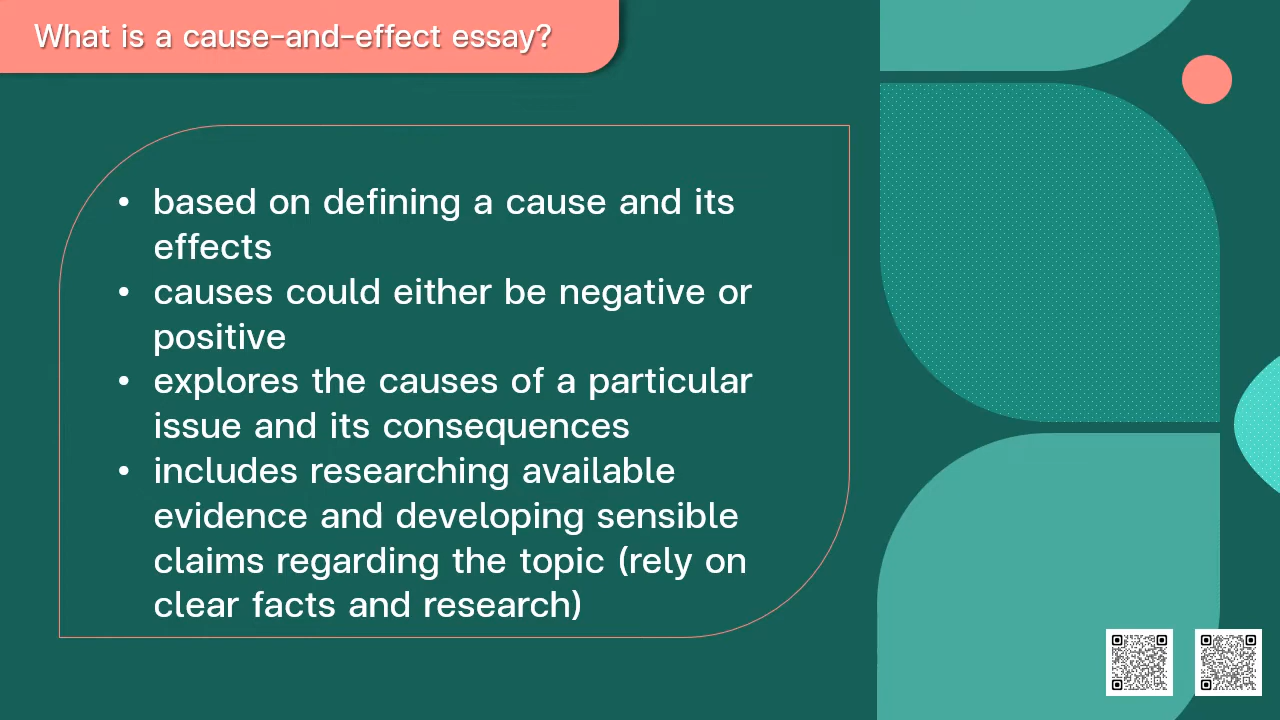 What is a cause-and-effect essay?
• based on defining a cause and its
effects
• causes could either be negative or
positive
• explores the causes of a particular
issue and its consequences
• includes researching available
evidence and developing sensible
claims regarding the topic (rely on
clear facts and research)